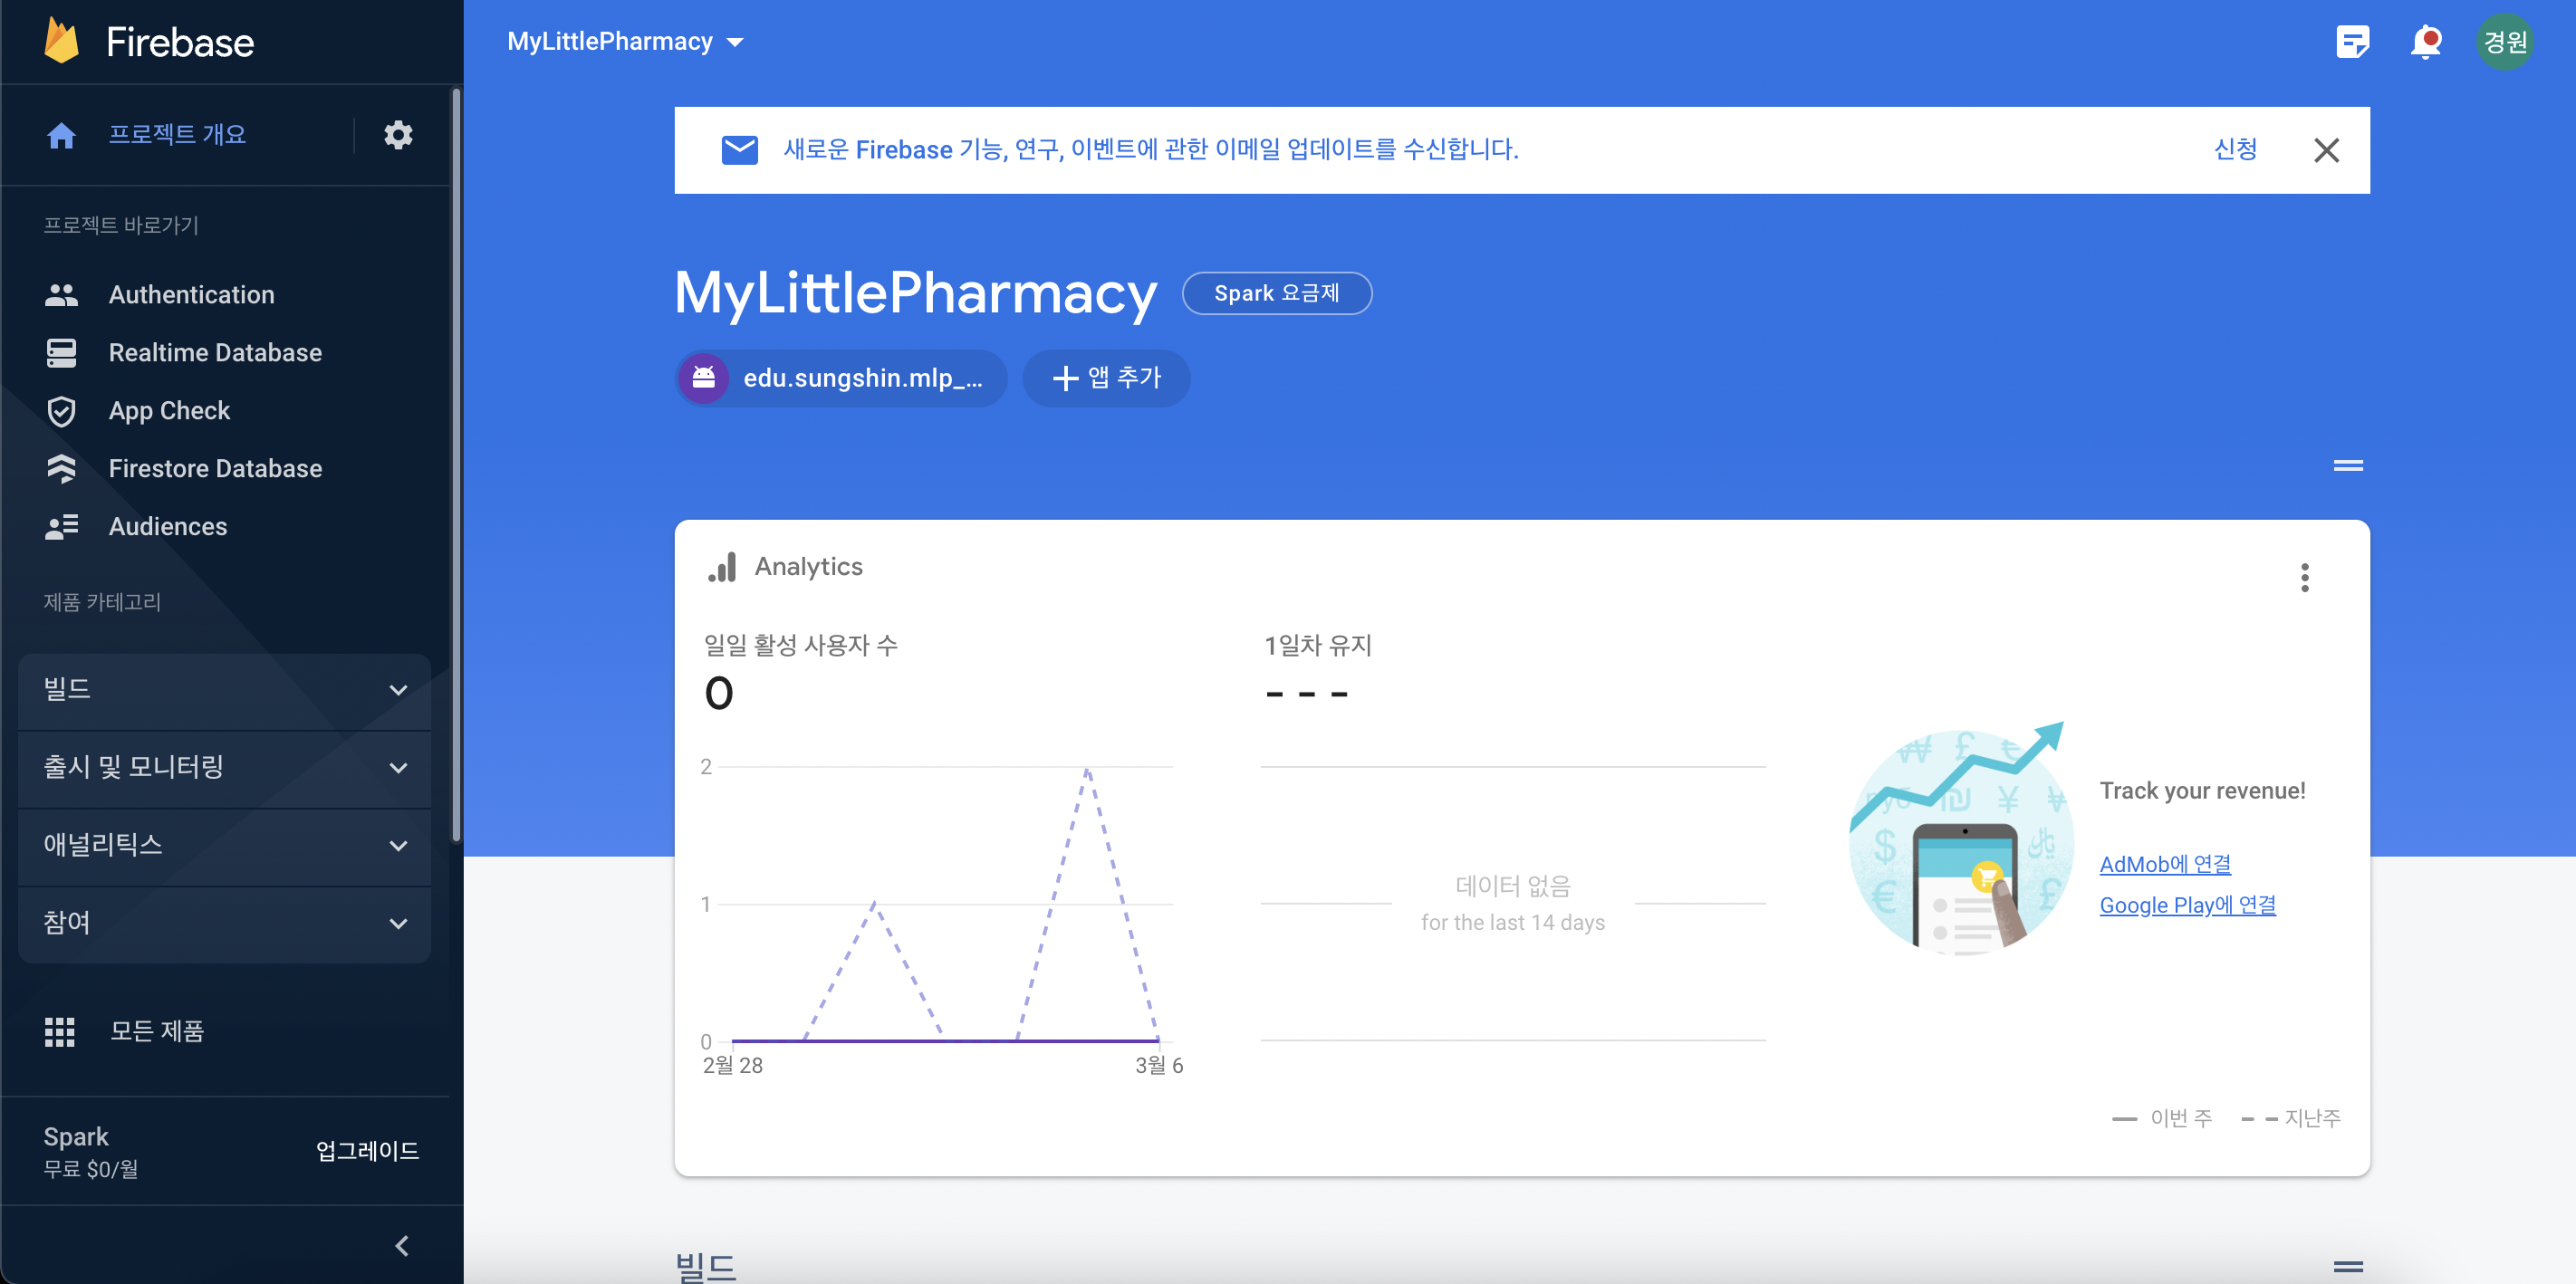 Firebase
MyLittlePharmacy
경원
프로젝트 개요
새로운 Firebase 기능, 연구, 이벤트에 관한 이메일 업데이트를 수신합니다.
신청
프로젝트 바로가기
Authentication
Realtime Database
App Check
Firestore Database
Audiences
제품 카테고리
빌드
출시 및 모니터링
애널리틱스
참여
모든 제품
Spark
무료 $0/월
업그레이드
MyLittlePharmacy
Spark 요금제
edu.sungshin.mlp_...
앱 추가
Analytics
일일 활성 사용자 수
0
2
1
0
2월 28
3월 6
1일차 유지
- - -
데이터 없음
for the last 14 days
Track your revenue!
AdMob에 연결
Google Play에 연결
이번 주
지난주
빌드